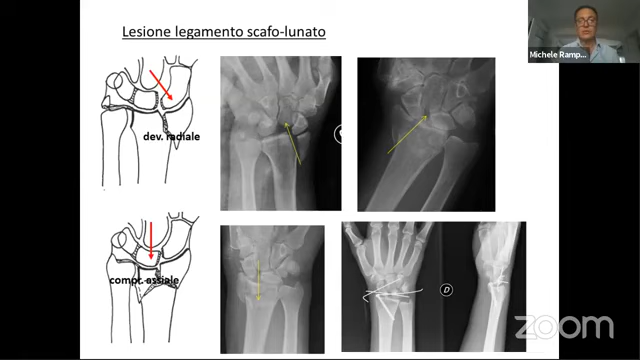 Lesione legamento scafo-lunato
Michele Ramp...
dev. radiale
compr. assiale
D
zoom